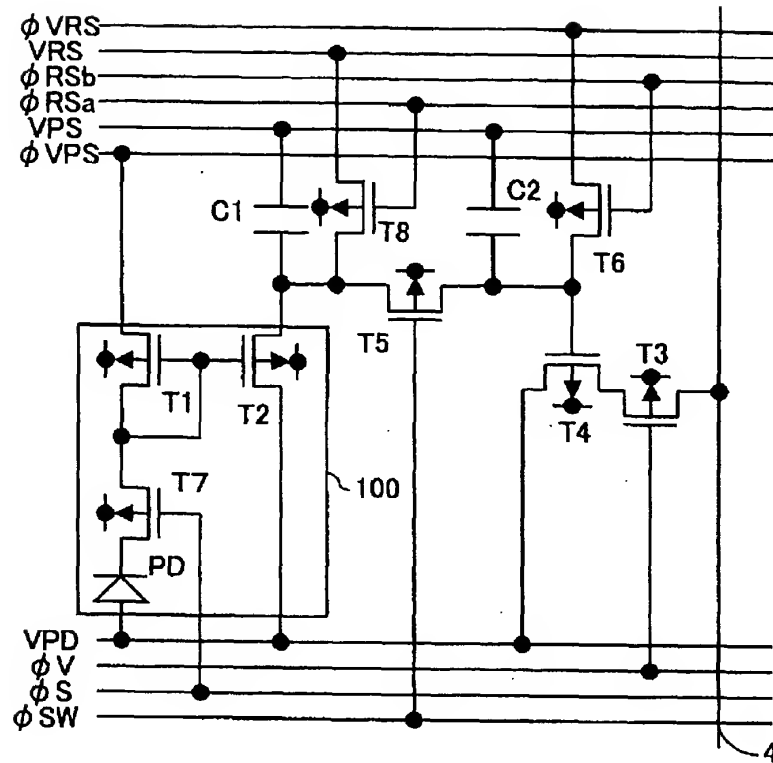 φVRS
VRS
φRSb
φRSa
VPS
φVPS
C1
T8
C2
T6
T5
T3
T1
T2
T4
T7
100
PD
VPD
φV
φS
φSW
4